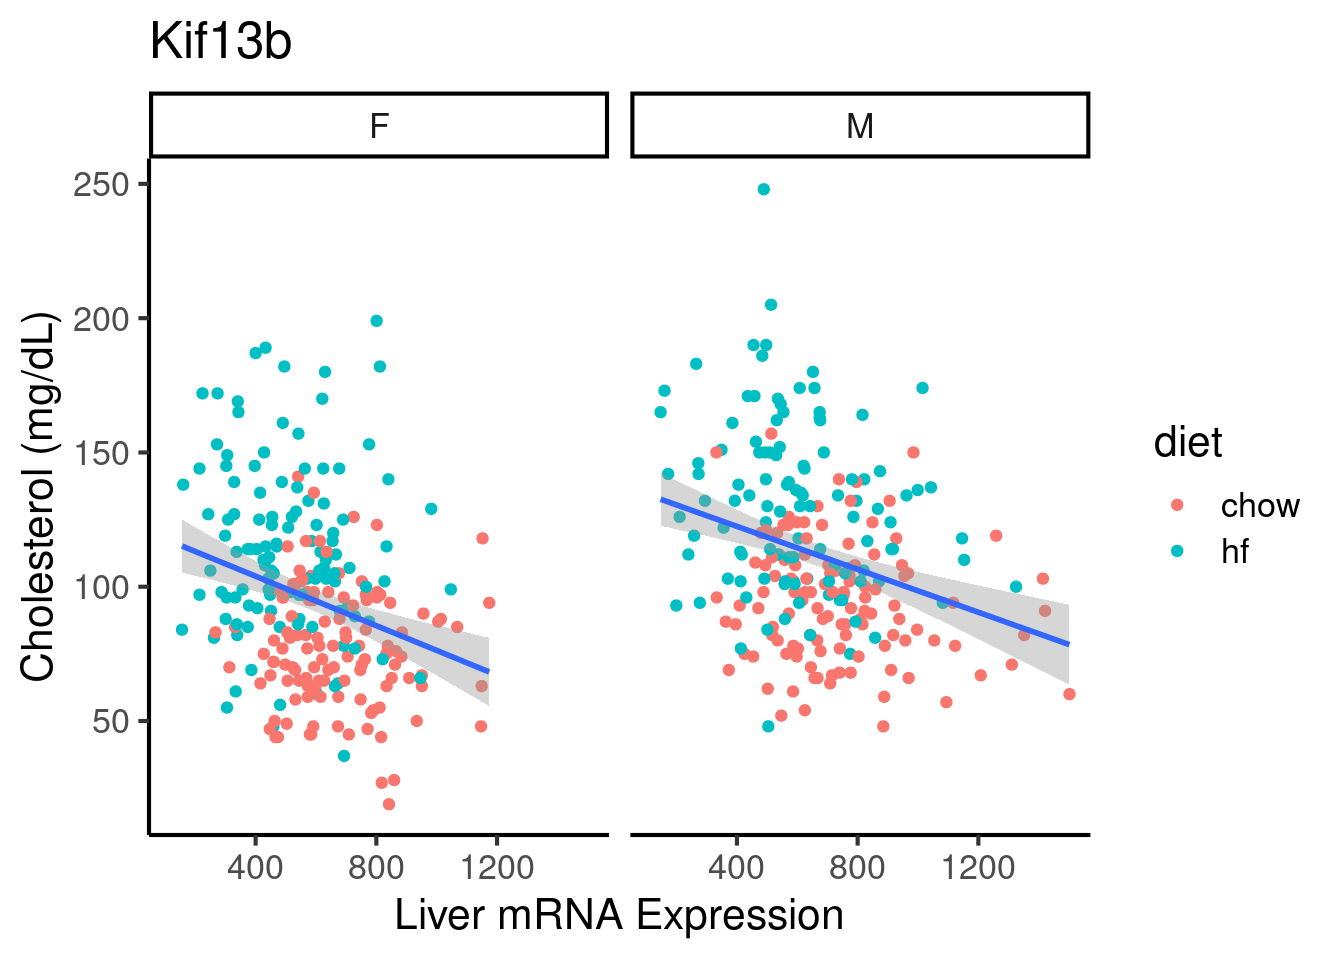 Kif13b
F
M
250
200
150
100
50
Cholesterol (mg/dL)
400 800 1200
400 800 1200
Liver mRNA Expression
diet
chow
hf